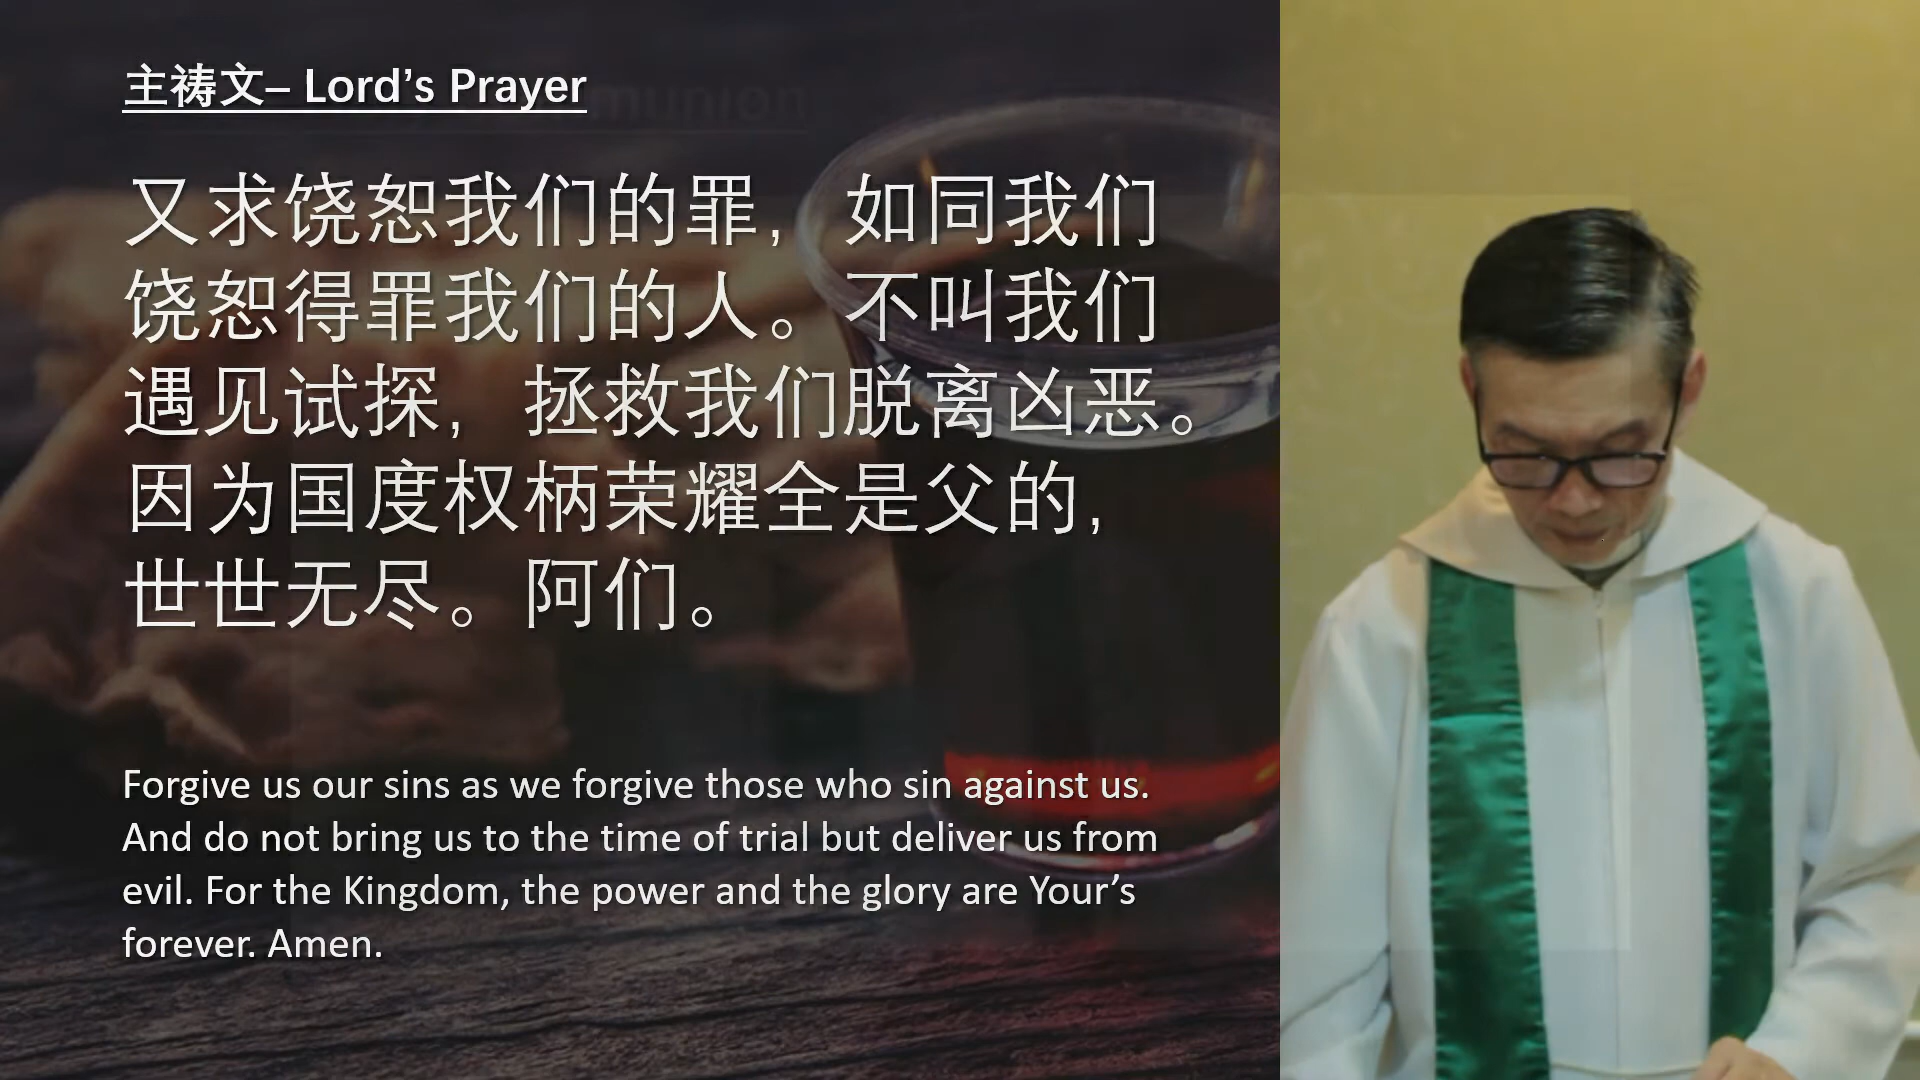 主祷文– Lord’s Prayer
又求饶恕我们的罪，如同我们
饶恕得罪我们的人。不叫我们
遇见试探，拯救我们脱离凶恶。
因为国度权柄荣耀全是父的，
世世无尽。阿们。
Forgive us our sins as we forgive those who sin against us.
And do not bring us to the time of trial but deliver us from
evil. For the Kingdom, the power and the glory are Your’s
forever. Amen.